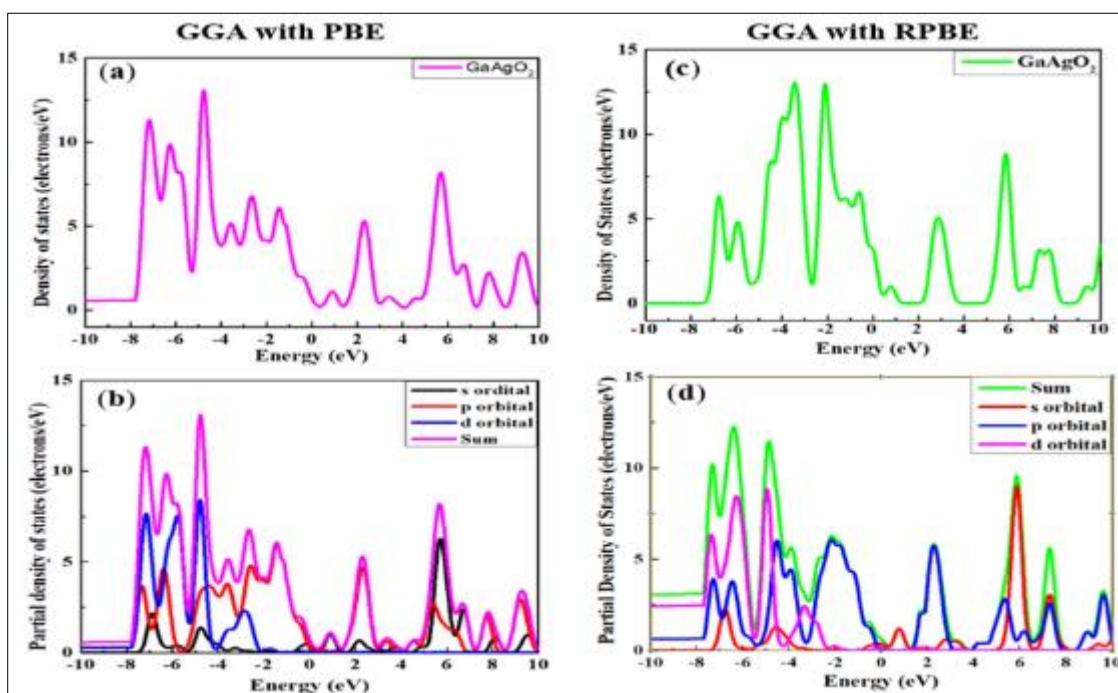 GGA with PBE
GGA with RPBE
(a)
GaAgO₂
15
10
5
0
Density of states (electrons/eV)
-10 -8 -6 -4 -2 0 2 4 6 8 10
Energy (eV)
(c)
GaAgO₂
15
10
5
0
Density of States (electrons/eV)
-10 -8 -6 -4 -2 0 2 4 6 8 10
Energy (eV)
(b)
s ordital
p orbital
d orbital
Sum
15
10
5
0
Partial density of states (electrons/eV)
-10 -8 -6 -4 -2 0 2 4 6 8 10
Energy (eV)
(d)
Sum
s orbital
p orbital
d orbital
15
10
5
0
Partial Density of States (electrons/eV)
-10 -8 -6 -4 -2 0 2 4 6 8 10
Energy (eV)